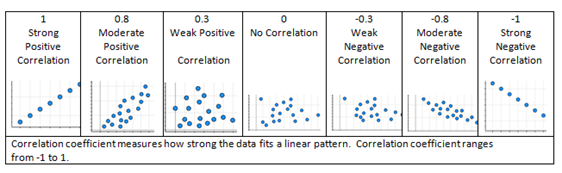 1
Strong
Positive
Correlation
0.8
Moderate
Positive
Correlation
0.3
Weak Positive
Correlation
0
No Correlation
-0.3
Weak
Negative
Correlation
-0.8
Moderate
Negative
Correlation
-1
Strong
Negative
Correlation
Correlation coefficient measures how strong the data fits a linear pattern.  Correlation coefficient ranges
from -1 to 1.